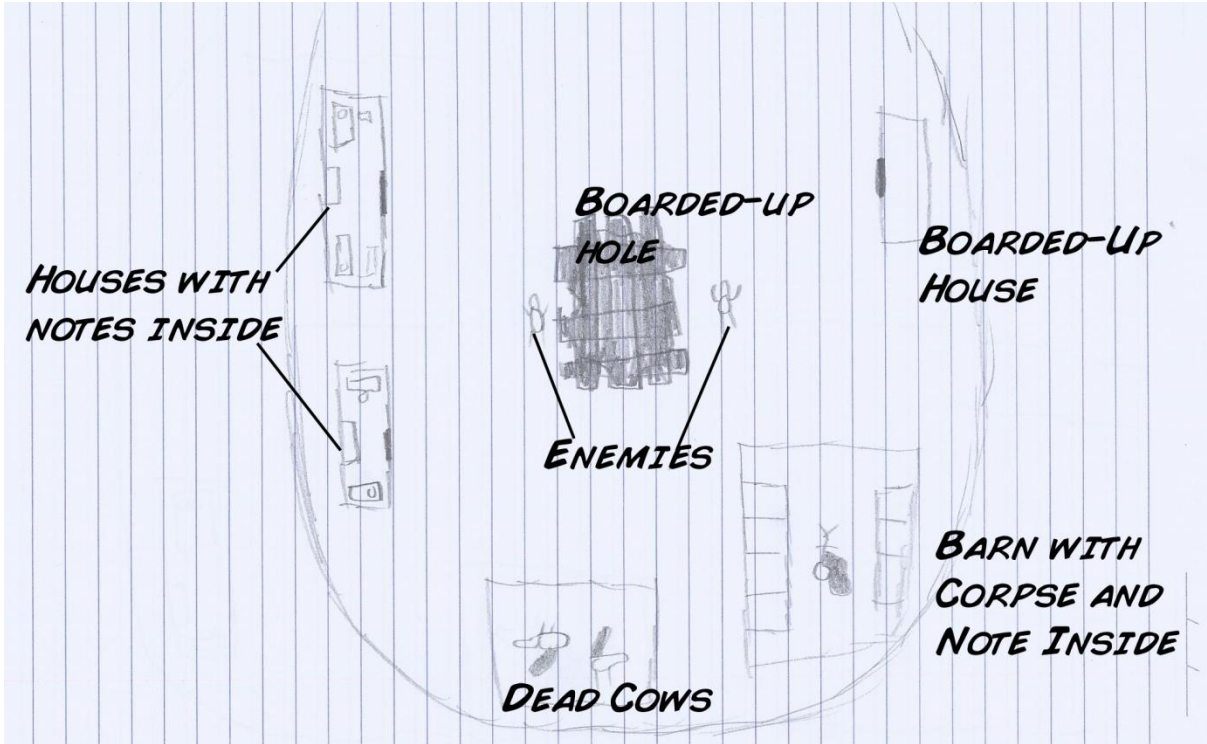 BOARDED-UP
HOLE
BOARDED-UP
HOUSE
HOUSES WITH
NOTES INSIDE
ENEMIES
BARN WITH
CORPSE AND
NOTE INSIDE
DEAD COWS